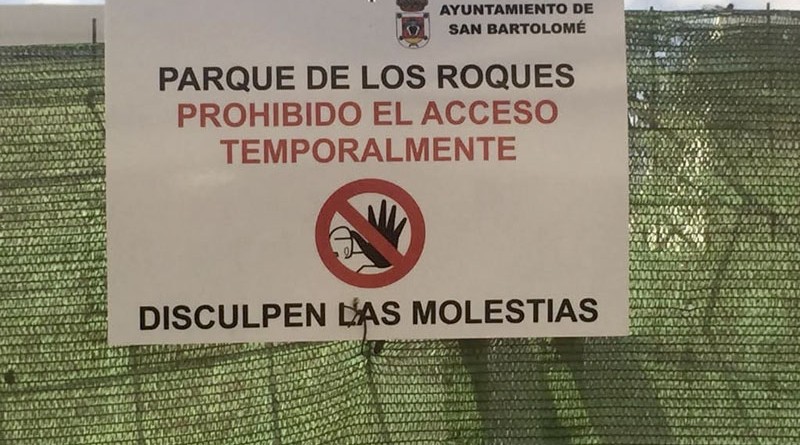 AYUNTAMIENTO DE
SAN BARTOLOMÉ
PARQUE DE LOS ROQUES
PROHIBIDO EL ACCESO
TEMPORALMENTE
DISCULPEN LAS MOLESTIAS